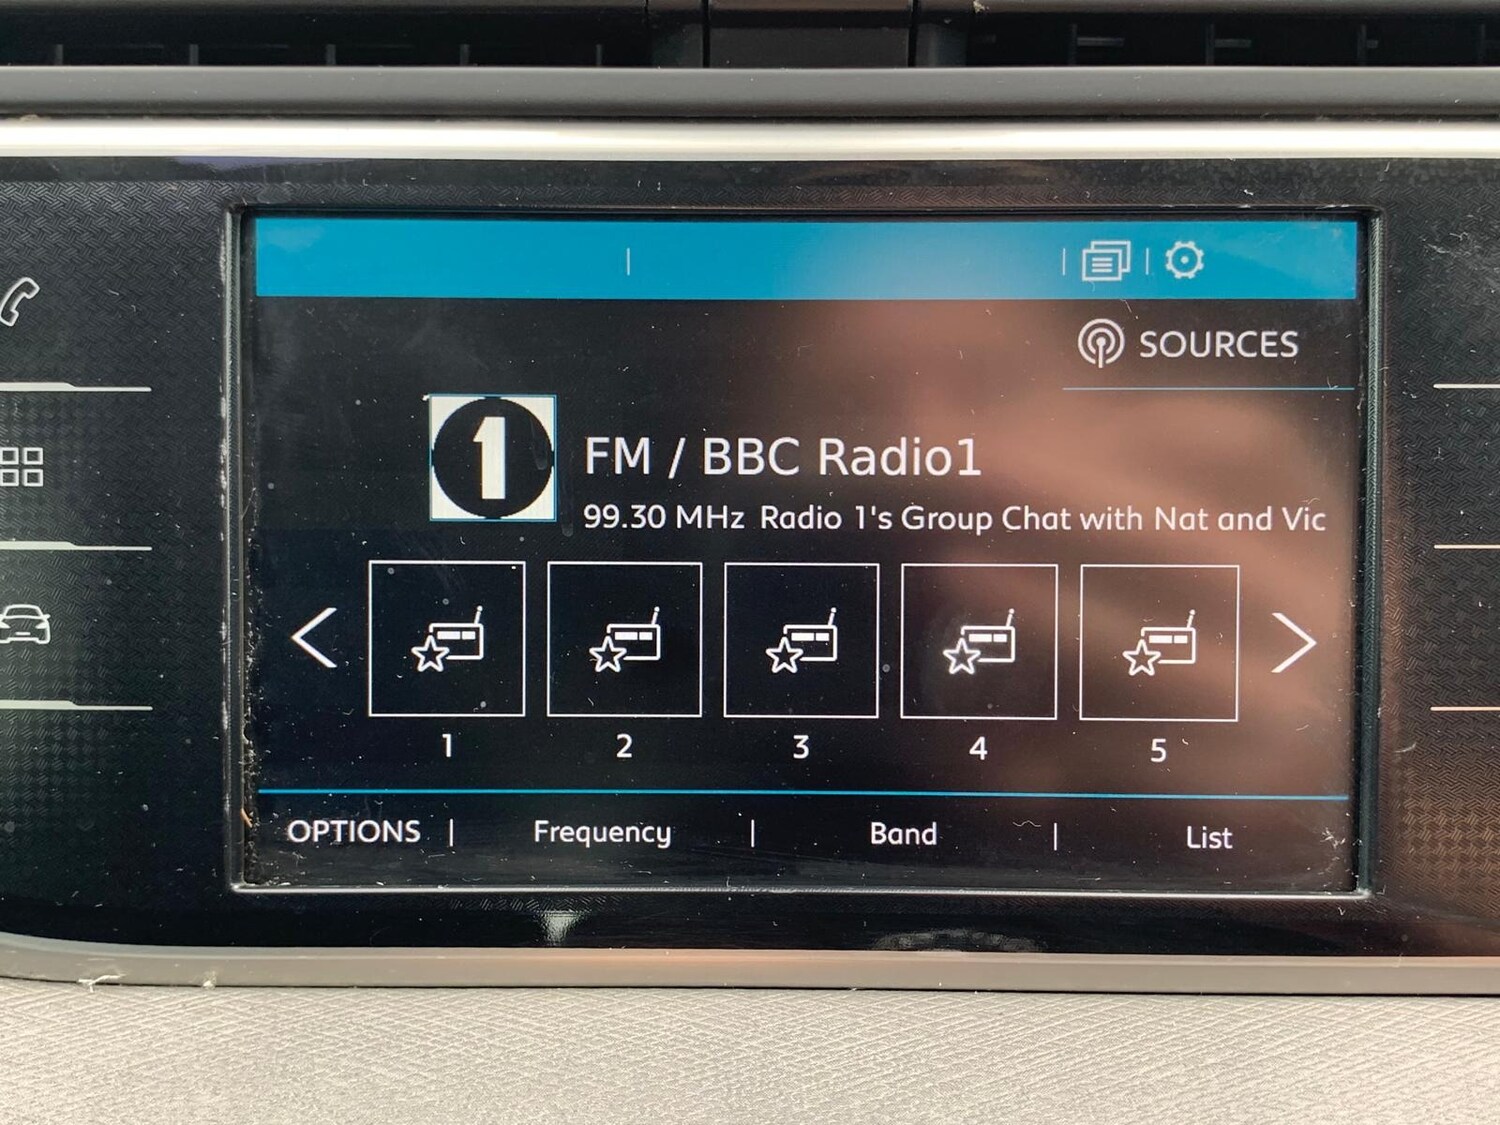 SOURCES
1
FM / BBC Radio1
99.30 MHz Radio 1's Group Chat with Nat and Vic
1 2 3 4 5
OPTIONS | Frequency | Band | List